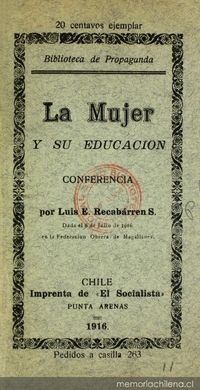 20 centavos ejemplar
Biblioteca de Propaganda
La Mujer
Y SU EDUCACION
CONFERENCIA
por Luis E. Recabárren S.
Dada el 8 de Julio de 1916
en la Federación Obrera de Magallanes.
CHILE
Imprenta de «El Socialista»
PUNTA ARENAS
1916
Pedidos a casilla 263
11
memoriachilena.cl